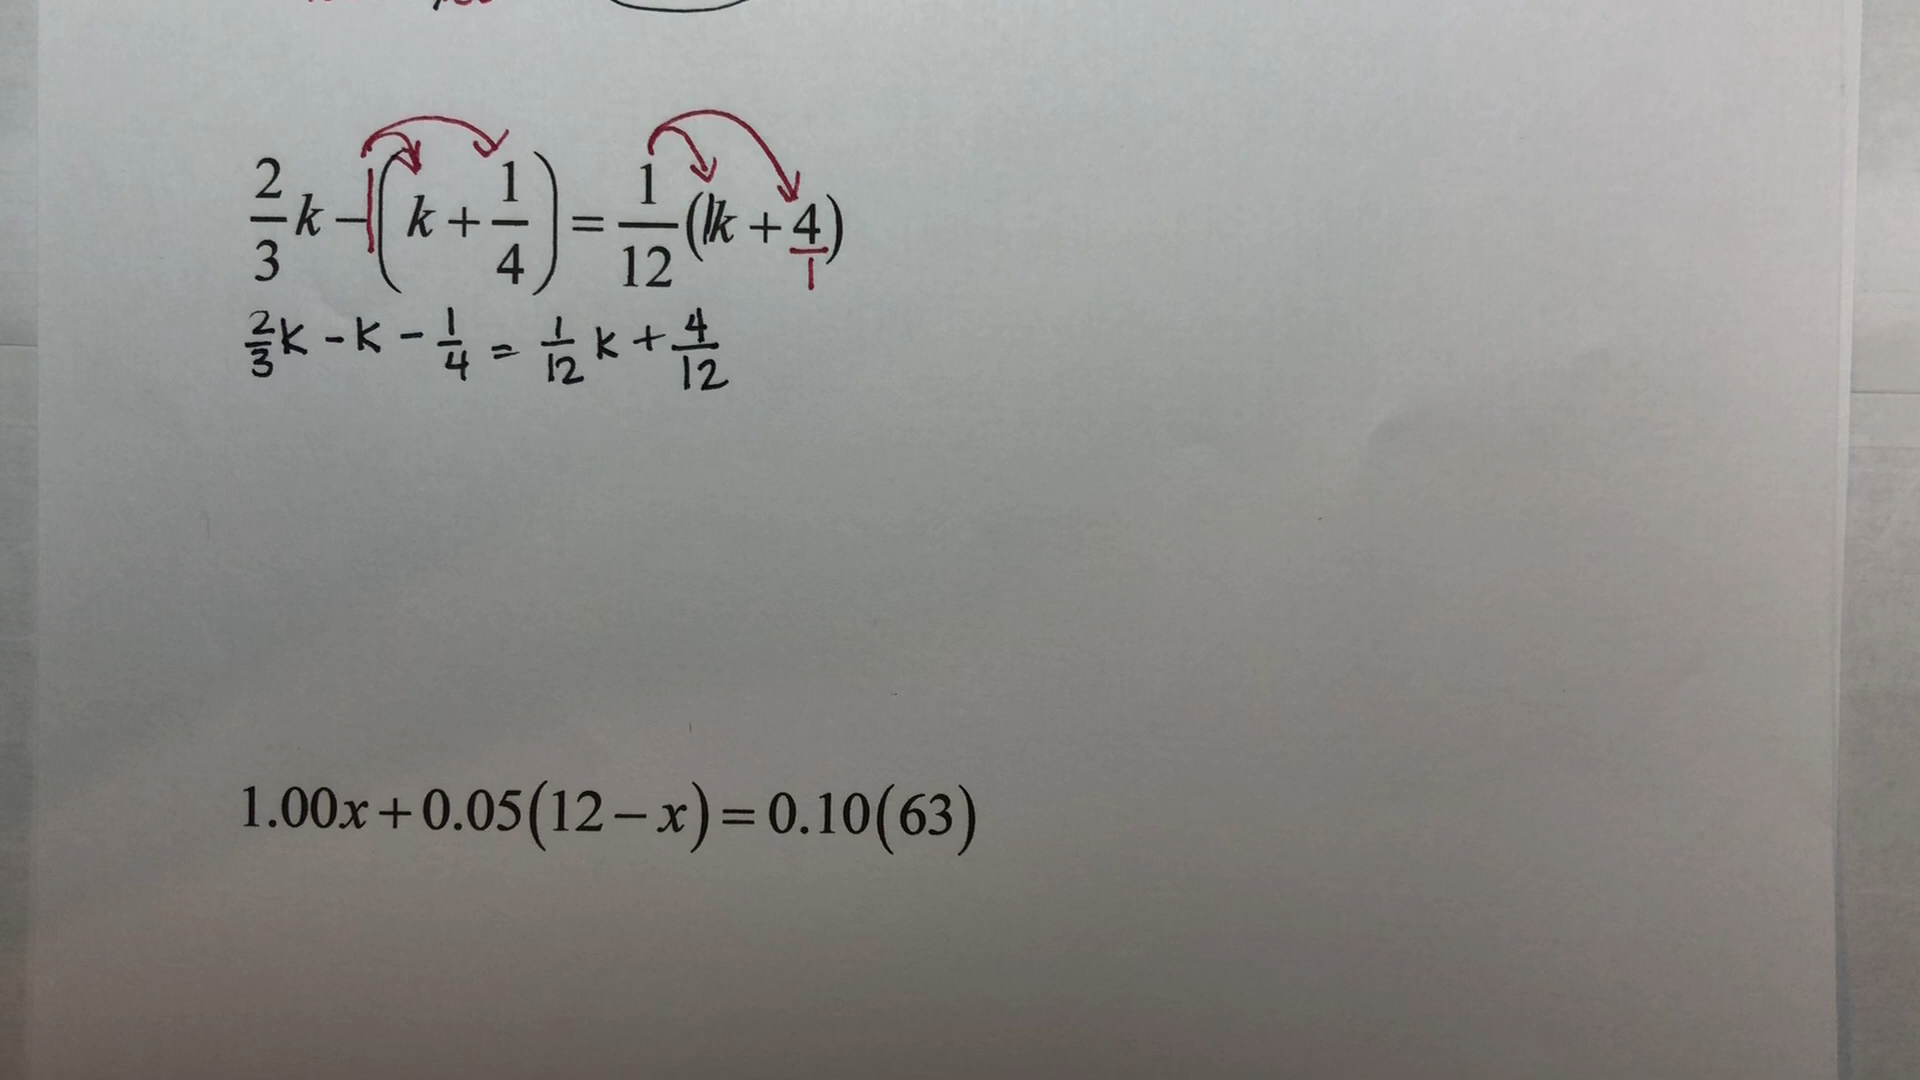 2/3 k − 1(k + 1/4) = 1/12 (1k + 4/1)
2/3 K − K − 1/4 = 1/12 K + 4/12
1.00x + 0.05(12 − x) = 0.10(63)